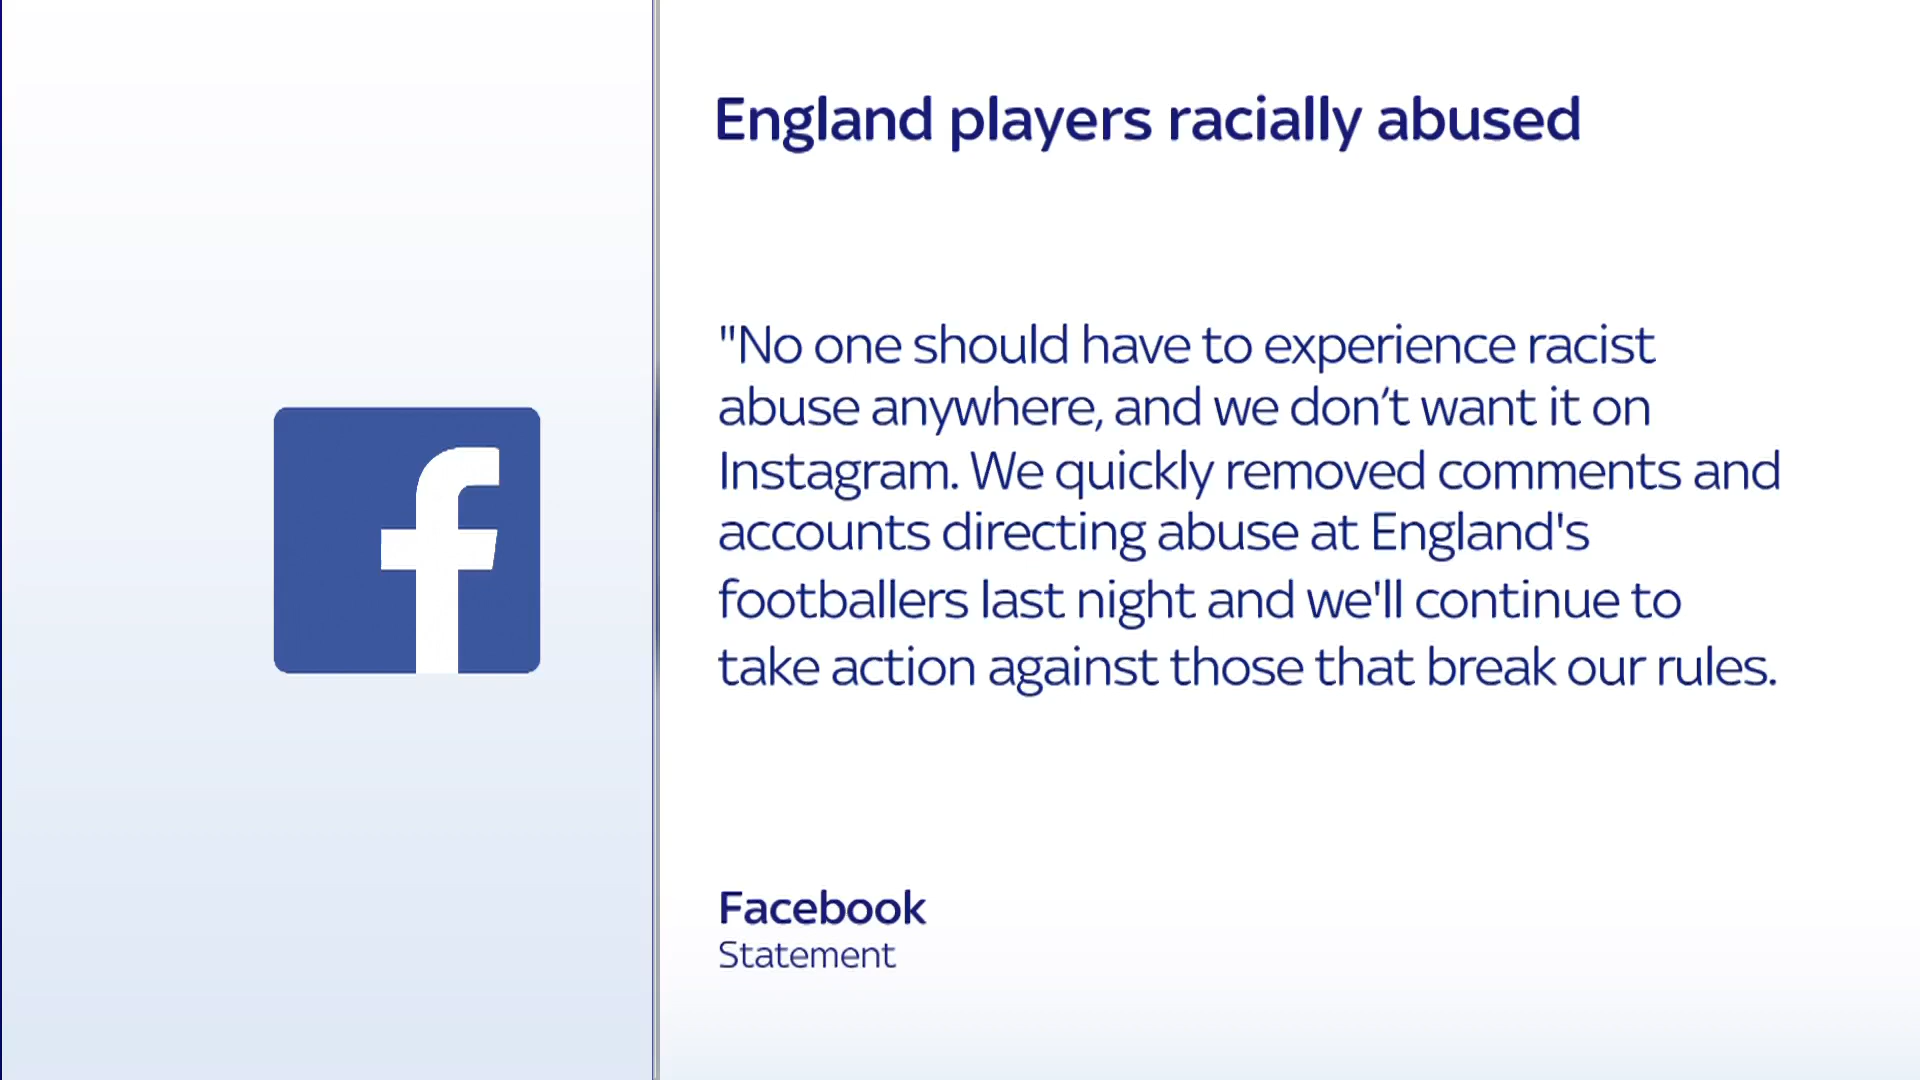 England players racially abused
"No one should have to experience racist
abuse anywhere, and we don’t want it on
Instagram. We quickly removed comments and
accounts directing abuse at England's
footballers last night and we'll continue to
take action against those that break our rules.
Facebook
Statement